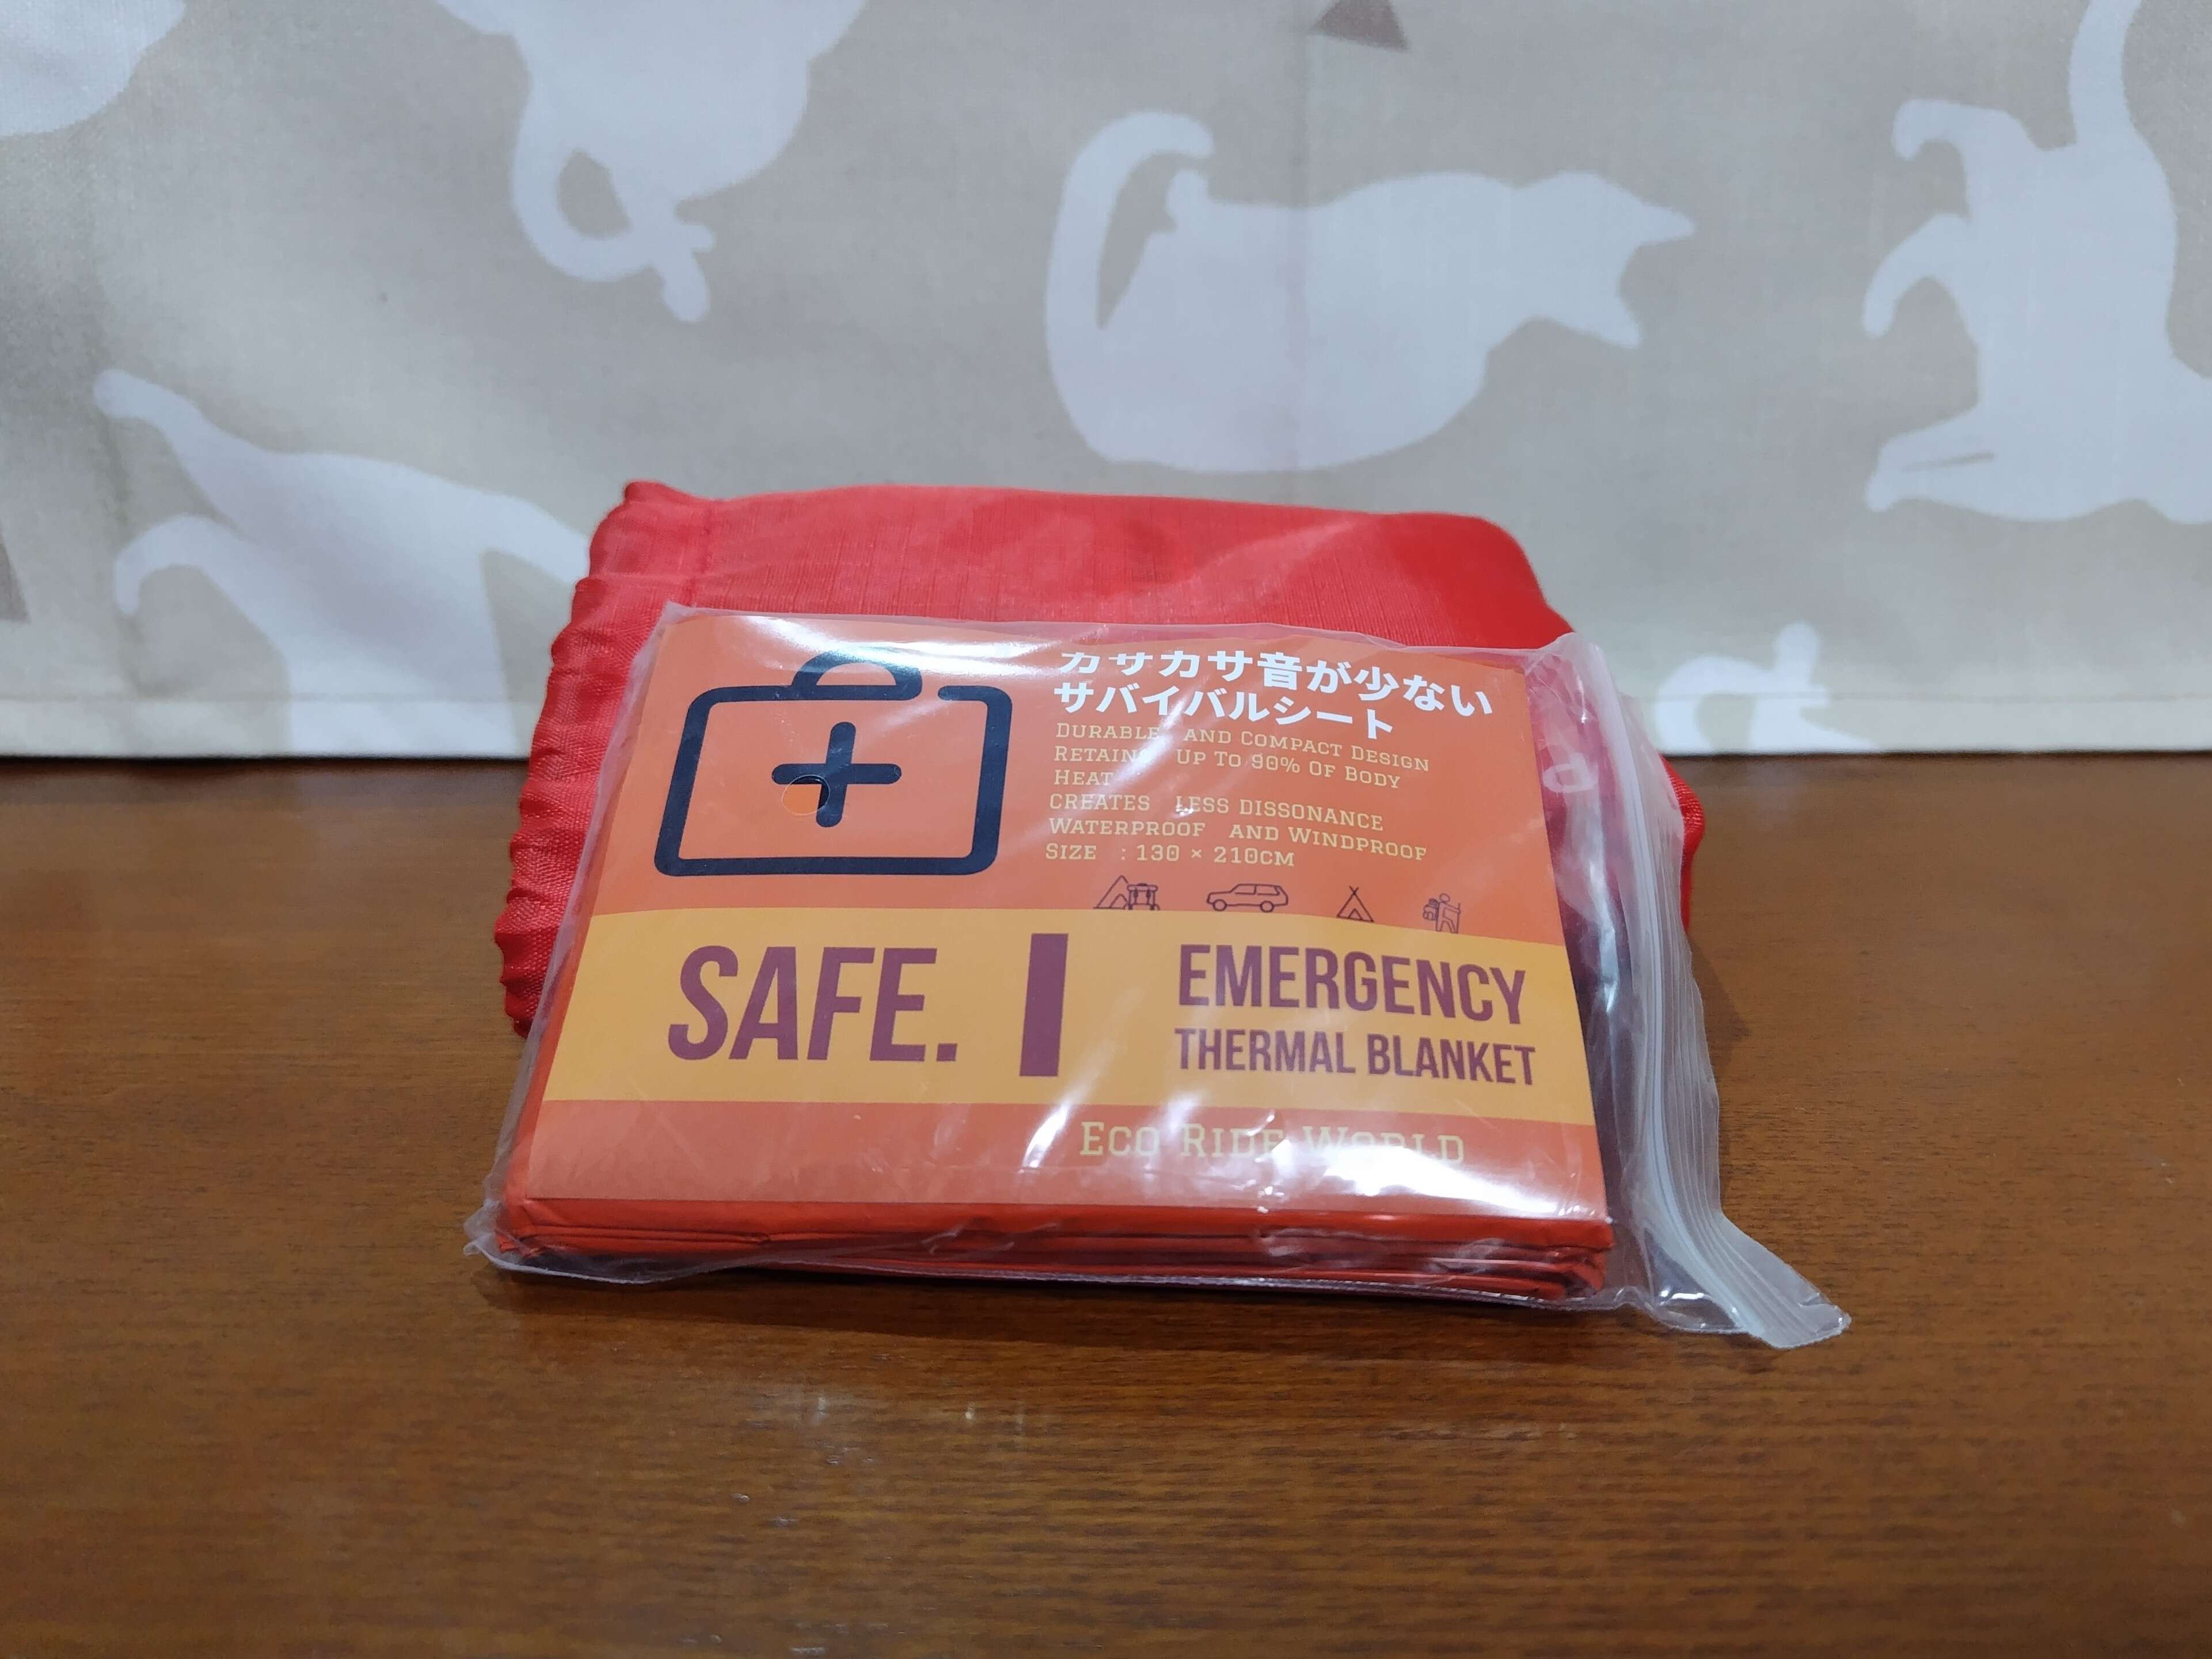 カサカサ音が少ない
サバイバルシート
DURABLE AND COMPACT DESIGN
RETAINS UP TO 90% OF BODY
HEAT
CREATES LESS DISSONANCE
WATERPROOF AND WINDPROOF
SIZE : 130 × 210CM
SAFE.
EMERGENCY
THERMAL BLANKET
ECO RIDE WORLD